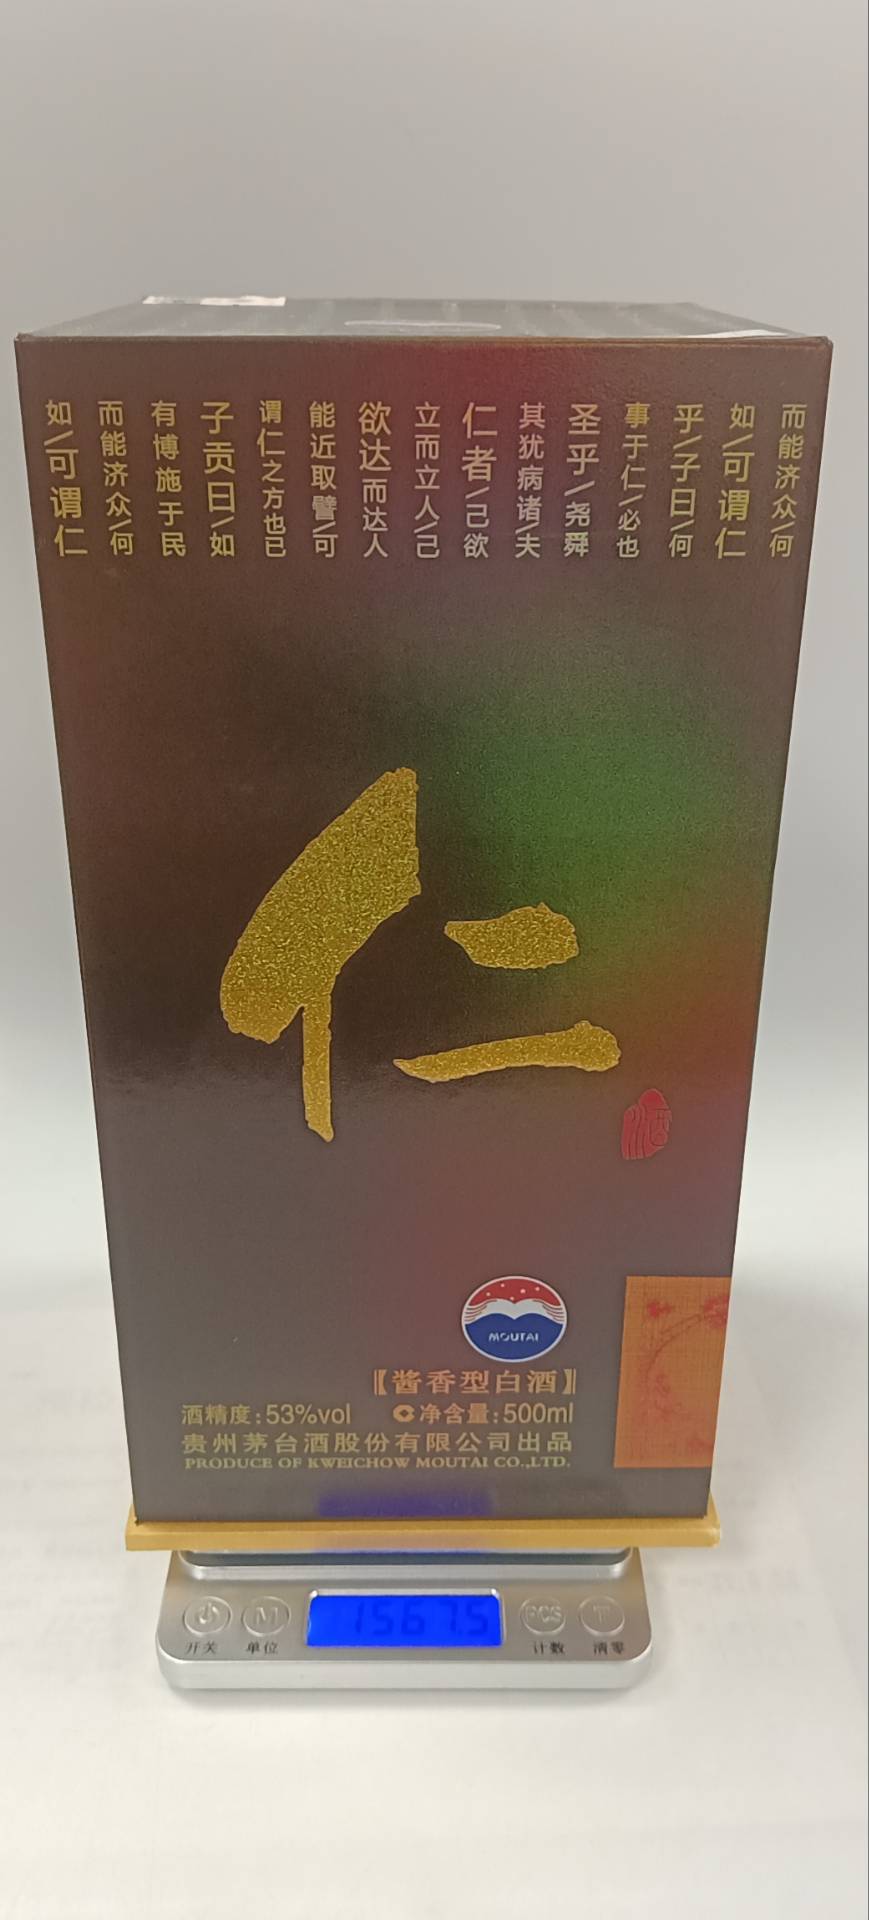 而能济众/何
如/可谓仁
乎/子曰/何
事于仁/必也
圣乎/尧舜
其犹病诸/夫
仁者/己欲
立而立人/己
欲达而达人
能近取譬/可
谓仁之方也已
子贡曰/如
有博施于民
而能济众/何
如/可谓仁
仁
酒
MOUTAI
【酱香型白酒】
酒精度:53%vol 净含量:500ml
贵州茅台酒股份有限公司出品
PRODUCE OF KWEICHOW MOUTAI CO.,LTD.
M 1567.5 PCS T
开关 单位 计数 清零